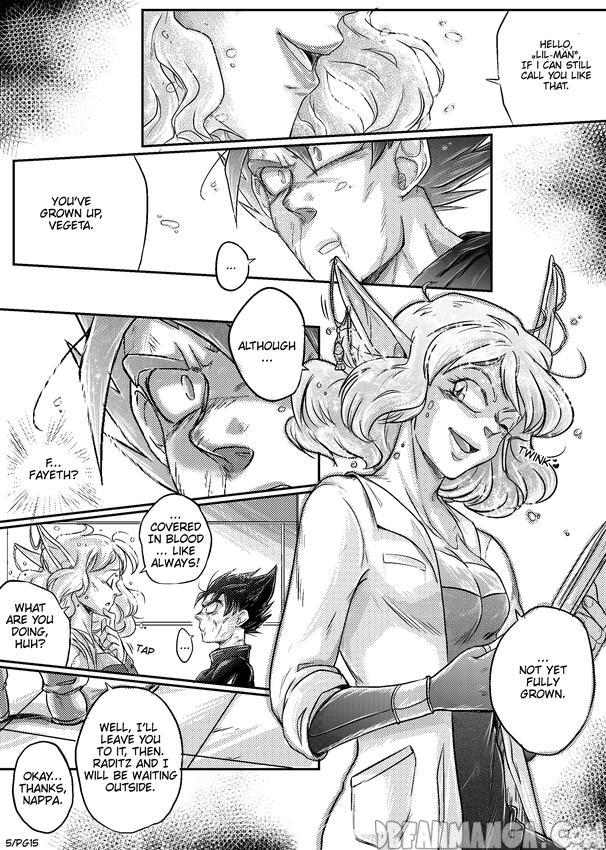 HELLO,
„LIL-MAN“,
IF I CAN STILL
CALL YOU LIKE
THAT.
YOU'VE
GROWN UP,
VEGETA.
...
ALTHOUGH
...
F...
FAYETH?
TWINK
...
NOT YET
FULLY
GROWN.
...
COVERED
IN BLOOD
... LIKE
ALWAYS!
WHAT ARE
YOU DOING,
HUH?
TAP
...
WELL, I'LL
LEAVE YOU
TO IT, THEN.
RADITZ AND I
WILL BE WAITING
OUTSIDE.
OKAY...
THANKS,
NAPPA.
5/PG15
DBFANMANGA.COM